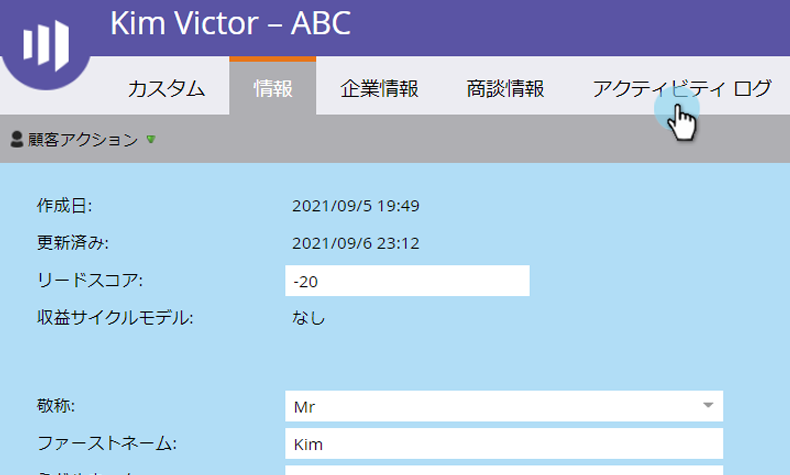 Kim Victor – ABC
カスタム 情報 企業情報 商談情報 アクティビティ ログ
顧客アクション
作成日: 2021/09/5 19:49
更新済み: 2021/09/6 23:12
リードスコア: -20
収益サイクルモデル: なし
敬称: Mr
ファーストネーム: Kim